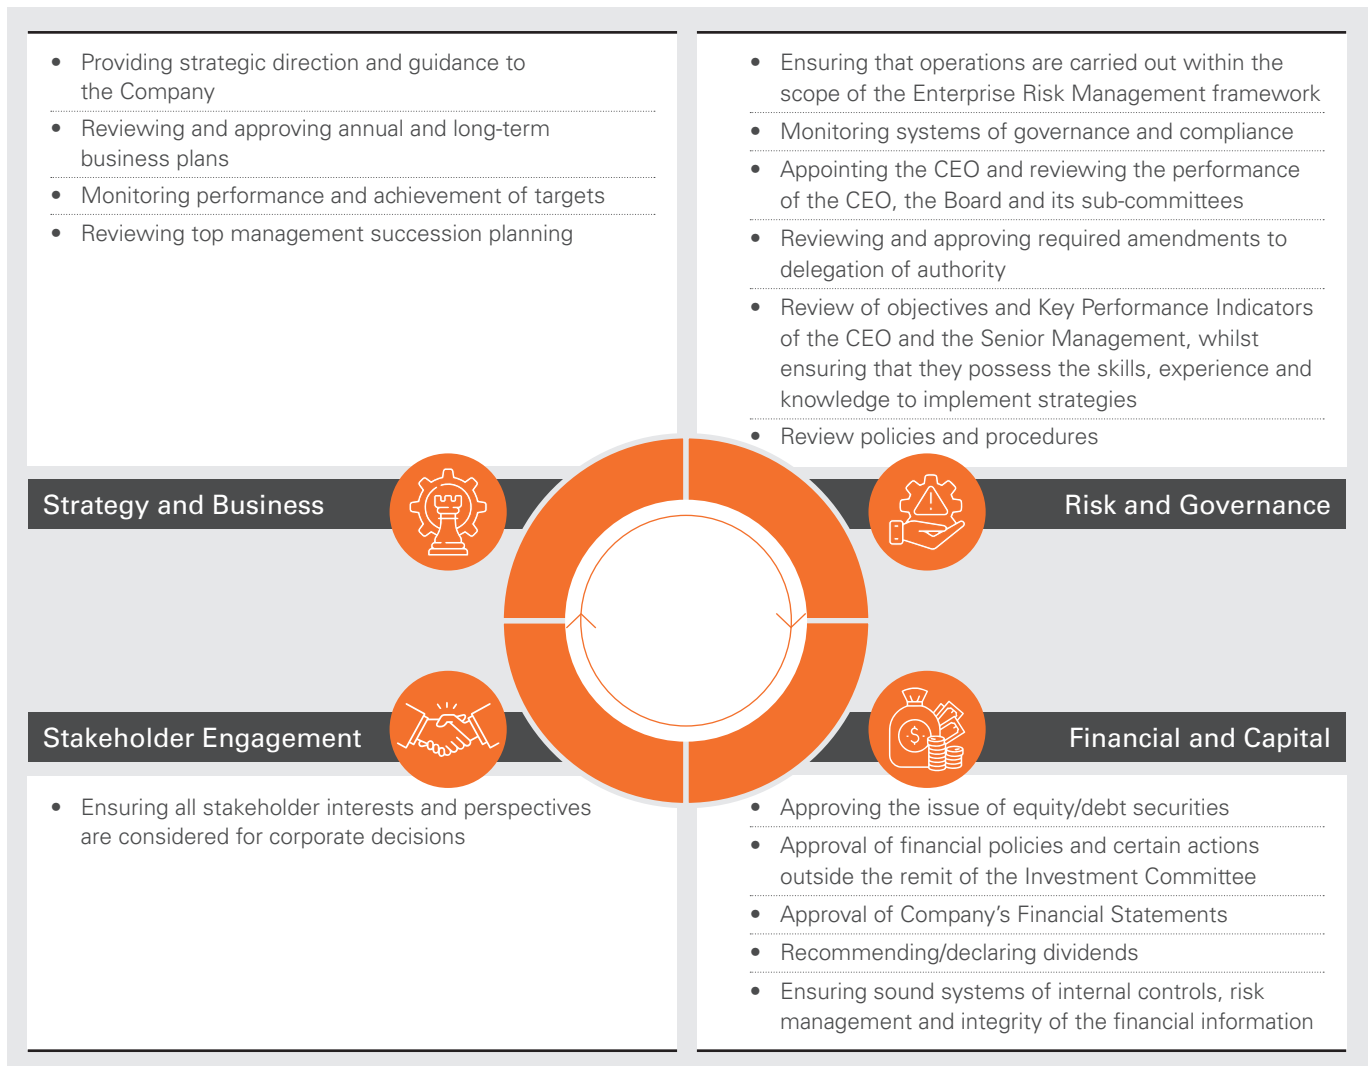 • Providing strategic direction and guidance to
the Company
• Reviewing and approving annual and long-term
business plans
• Monitoring performance and achievement of targets
• Reviewing top management succession planning
Strategy and Business
• Ensuring that operations are carried out within the
scope of the Enterprise Risk Management framework
• Monitoring systems of governance and compliance
• Appointing the CEO and reviewing the performance
of the CEO, the Board and its sub-committees
• Reviewing and approving required amendments to
delegation of authority
• Review of objectives and Key Performance Indicators
of the CEO and the Senior Management, whilst
ensuring that they possess the skills, experience and
knowledge to implement strategies
• Review policies and procedures
Risk and Governance
Stakeholder Engagement
• Ensuring all stakeholder interests and perspectives
are considered for corporate decisions
Financial and Capital
$
• Approving the issue of equity/debt securities
• Approval of financial policies and certain actions
outside the remit of the Investment Committee
• Approval of Company's Financial Statements
• Recommending/declaring dividends
• Ensuring sound systems of internal controls, risk
management and integrity of the financial information